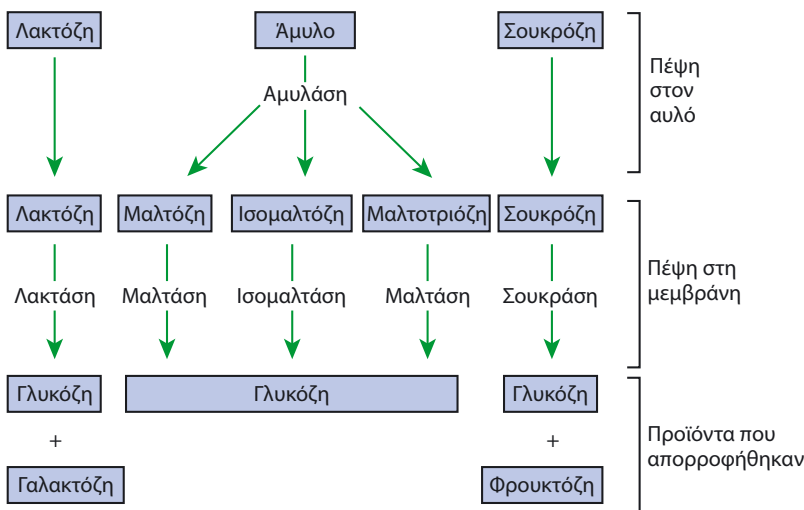 Λακτόζη Άμυλο Σουκρόζη
Αμυλάση
Πέψη
στον
αυλό
Λακτόζη Μαλτόζη Ισομαλτόζη Μαλτοτριόζη Σουκρόζη
Λακτάση Μαλτάση Ισομαλτάση Μαλτάση Σουκράση
Πέψη στη
μεμβράνη
Γλυκόζη Γλυκόζη Γλυκόζη
+ +
Γαλακτόζη Φρουκτόζη
Προϊόντα που
απορροφήθηκαν